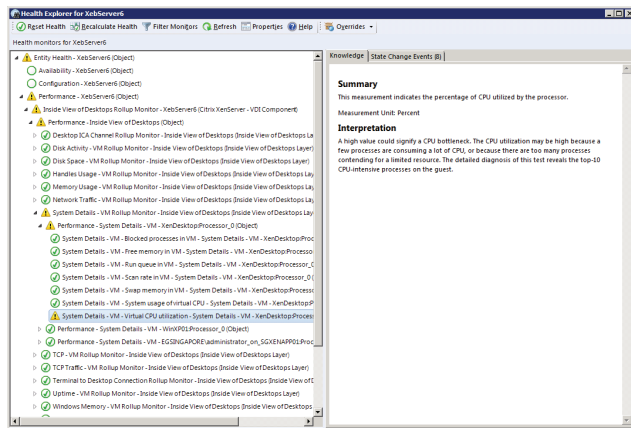 Health Explorer for XebServer6
Reset Health Recalculate Health Filter Monitors Refresh Properties Help Overrides
Health monitors for XebServer6
Entity Health - XebServer6 (Object)
Availability - XebServer6 (Object)
Configuration - XebServer6 (Object)
Performance - XebServer6 (Object)
Inside View of Desktops Rollup Monitor - XebServer6 (Citrix XenServer - VDI Component)
Performance - Inside View of Desktops (Object)
Desktop ICA Channel Rollup Monitor - Inside View of Desktops (Inside View of Desktops La
Disk Activity - VM Rollup Monitor - Inside View of Desktops (Inside View of Desktops Layer)
Disk Space - VM Rollup Monitor - Inside View of Desktops (Inside View of Desktops Layer)
Handles Usage - VM Rollup Monitor - Inside View of Desktops (Inside View of Desktops Lay
Memory Usage - VM Rollup Monitor - Inside View of Desktops (Inside View of Desktops Lay
Network Traffic - VM Rollup Monitor - Inside View of Desktops (Inside View of Desktops Lay
System Details - VM Rollup Monitor - Inside View of Desktops (Inside View of Desktops Lay
Performance - System Details - VM - XenDesktop:Processor_0 (Object)
System Details - VM - Blocked processes in VM - System Details - VM - XenDesktop:Proc
System Details - VM - Free memory in VM - System Details - VM - XenDesktop:Processo
System Details - VM - Run queue in VM - System Details - VM - XenDesktop:Processor_0
System Details - VM - Scan rate in VM - System Details - VM - XenDesktop:Processor_0 (
System Details - VM - Swap memory in VM - System Details - VM - XenDesktop:Process
System Details - VM - System usage of virtual CPU - System Details - VM - XenDesktop:P
System Details - VM - Virtual CPU utilization - System Details - VM - XenDesktop:Process
Performance - System Details - VM - WinXP01:Processor_0 (Object)
Performance - System Details - VM - EGSINGAPORE\administrator_on_SGXENAPP01:Proc
TCP - VM Rollup Monitor - Inside View of Desktops (Inside View of Desktops Layer)
TCP Traffic - VM Rollup Monitor - Inside View of Desktops (Inside View of Desktops Layer)
Terminal to Desktop Connection Rollup Monitor - Inside View of Desktops (Inside View of D
Uptime - VM Rollup Monitor - Inside View of Desktops (Inside View of Desktops Layer)
Windows Memory - VM Rollup Monitor - Inside View of Desktops (Inside View of Desktops
Knowledge State Change Events (8)
Summary
This measurement indicates the percentage of CPU utilized by the processor.
Measurement Unit: Percent
Interpretation
A high value could signify a CPU bottleneck. The CPU utilization may be high because a
few processes are consuming a lot of CPU, or because there are too many processes
contending for a limited resource. The detailed diagnosis of this test reveals the top-10
CPU-intensive processes on the guest.